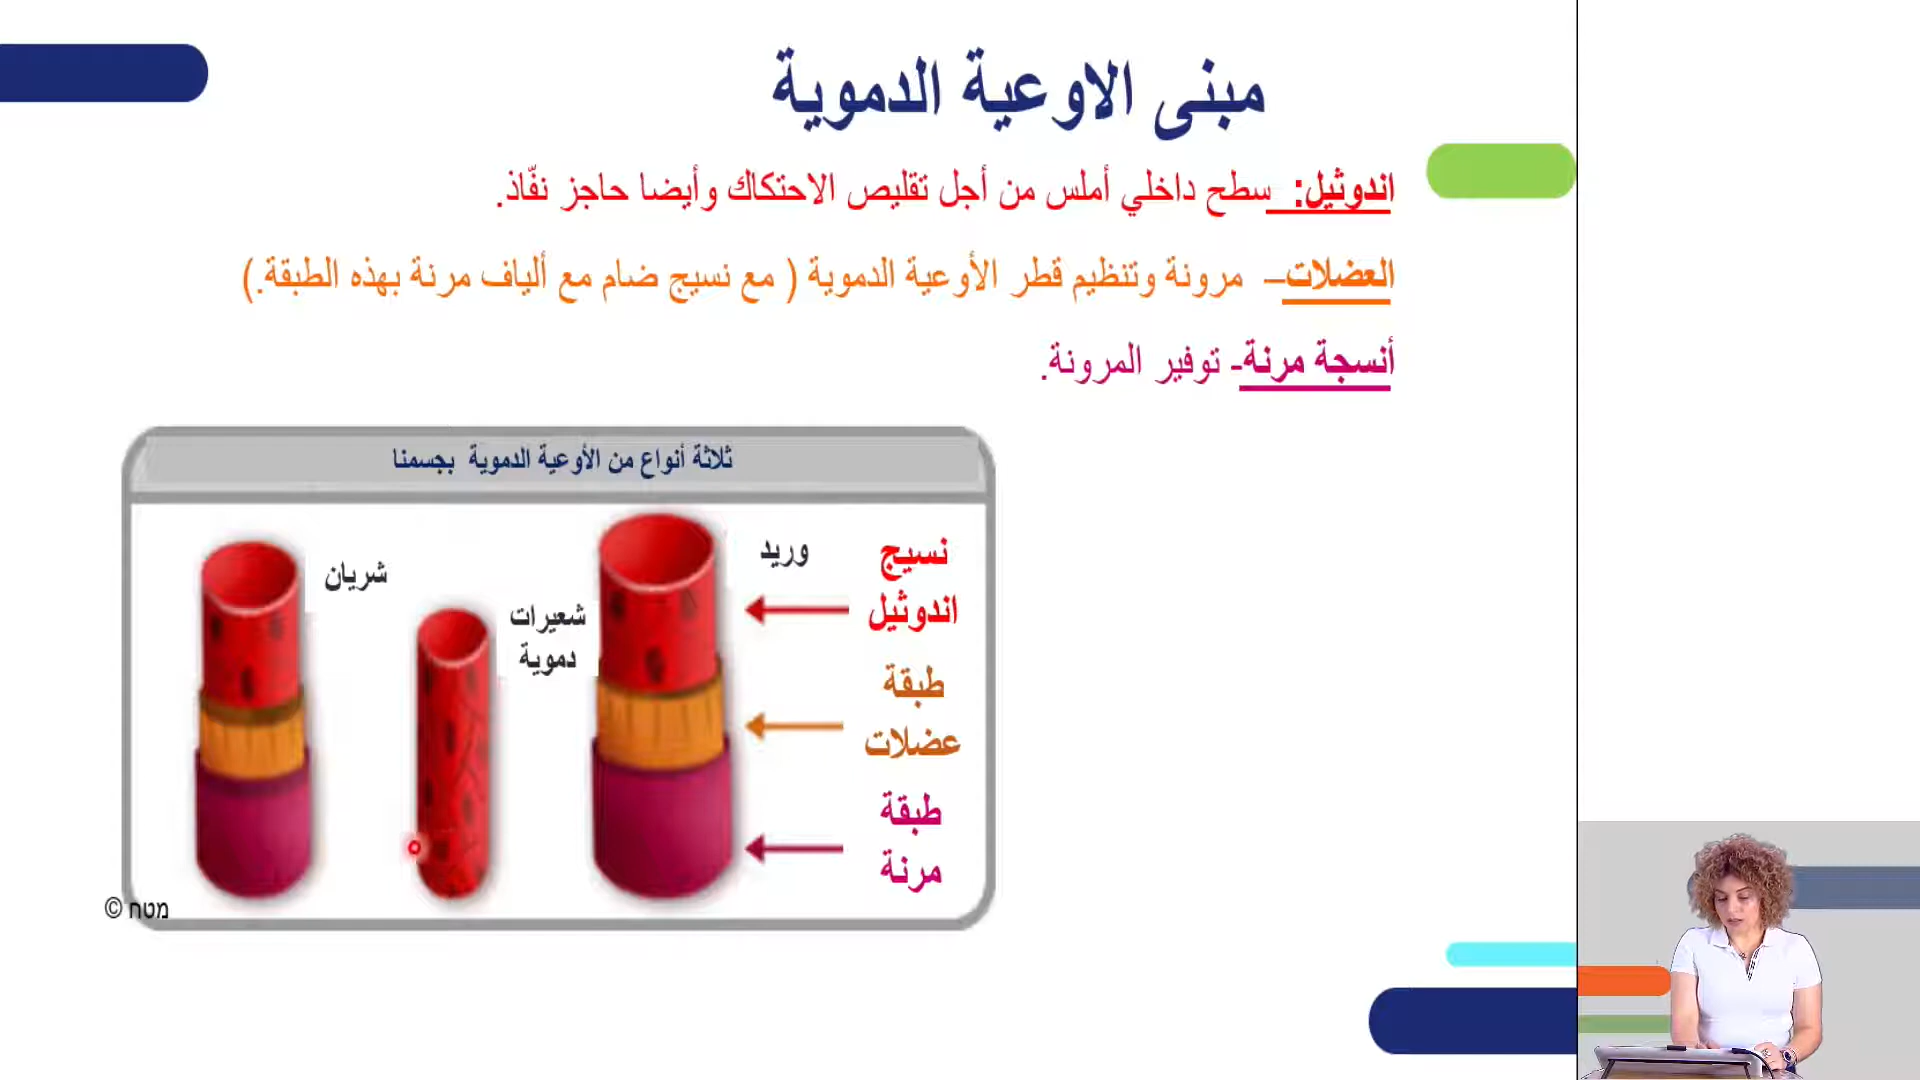 مبنى الاوعية الدموية
اندوثيل: سطح داخلي أملس من أجل تقليص الاحتكاك وأيضا حاجز نفّاذ.
العضلات– مرونة وتنظيم قطر الأوعية الدموية ( مع نسيج ضام مع ألياف مرنة بهذه الطبقة.)
أنسجة مرنة- توفير المرونة.
ثلاثة أنواع من الأوعية الدموية بجسمنا
نسيج
اندوثيل
طبقة
عضلات
طبقة
مرنة
وريد
شعيرات
دموية
شريان
© מטח